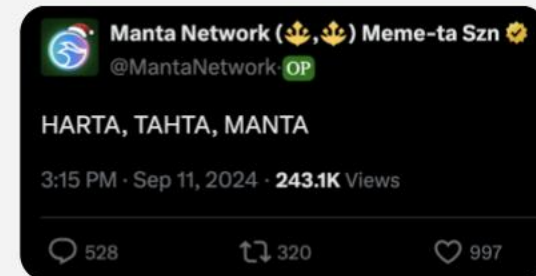 Manta Network (🔱,🔱) Meme-ta Szn
@MantaNetwork·OP
HARTA, TAHTA, MANTA
3:15 PM · Sep 11, 2024 · 243.1K Views
528 320 997